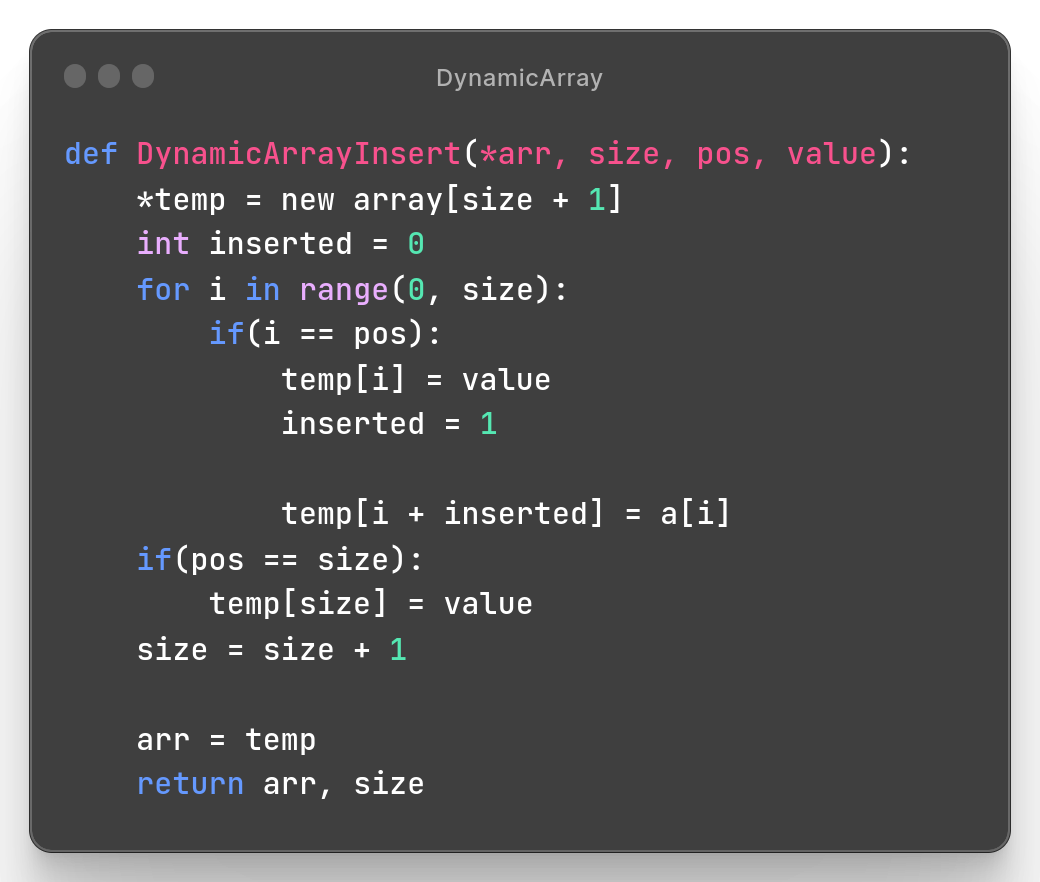 DynamicArray
def DynamicArrayInsert(*arr, size, pos, value):
    *temp = new array[size + 1]
    int inserted = 0
    for i in range(0, size):
        if(i == pos):
            temp[i] = value
            inserted = 1

            temp[i + inserted] = a[i]
    if(pos == size):
        temp[size] = value
    size = size + 1

    arr = temp
    return arr, size